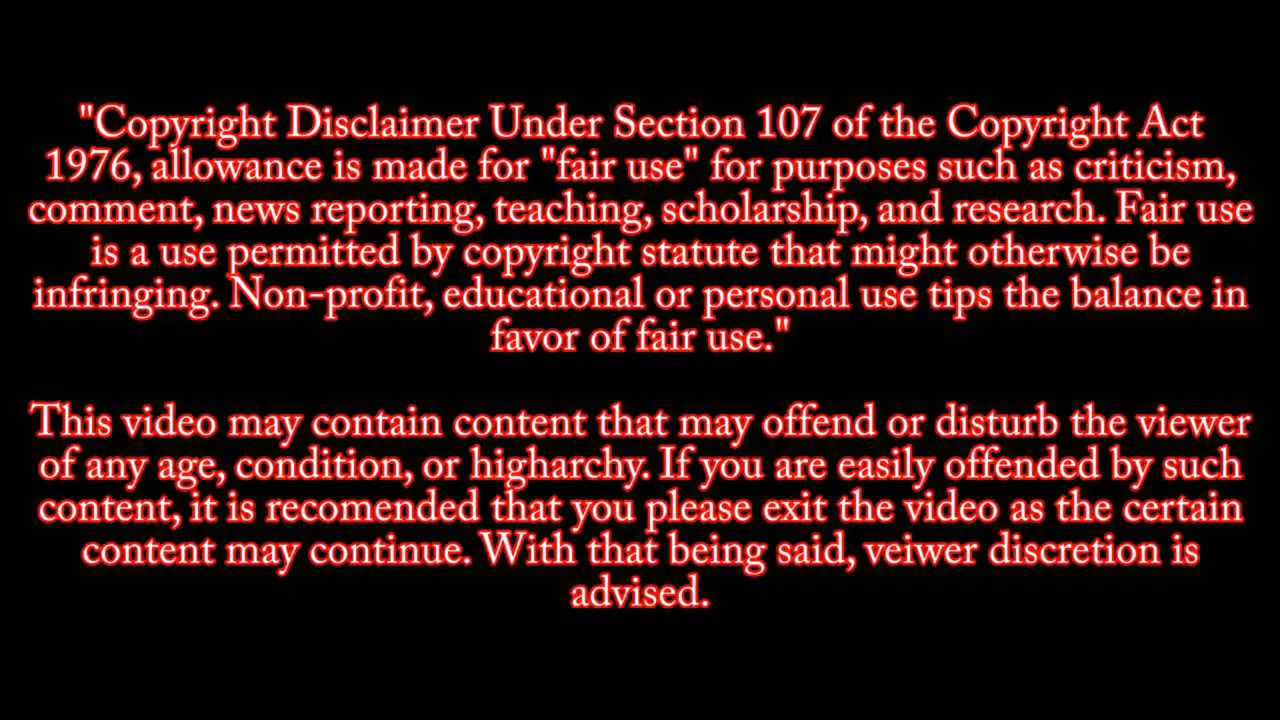 "Copyright Disclaimer Under Section 107 of the Copyright Act
1976, allowance is made for "fair use" for purposes such as criticism,
comment, news reporting, teaching, scholarship, and research. Fair use
is a use permitted by copyright statute that might otherwise be
infringing. Non-profit, educational or personal use tips the balance in
favor of fair use."
This video may contain content that may offend or disturb the viewer
of any age, condition, or higharchy. If you are easily offended by such
content, it is recomended that you please exit the video as the certain
content may continue. With that being said, veiwer discretion is
advised.